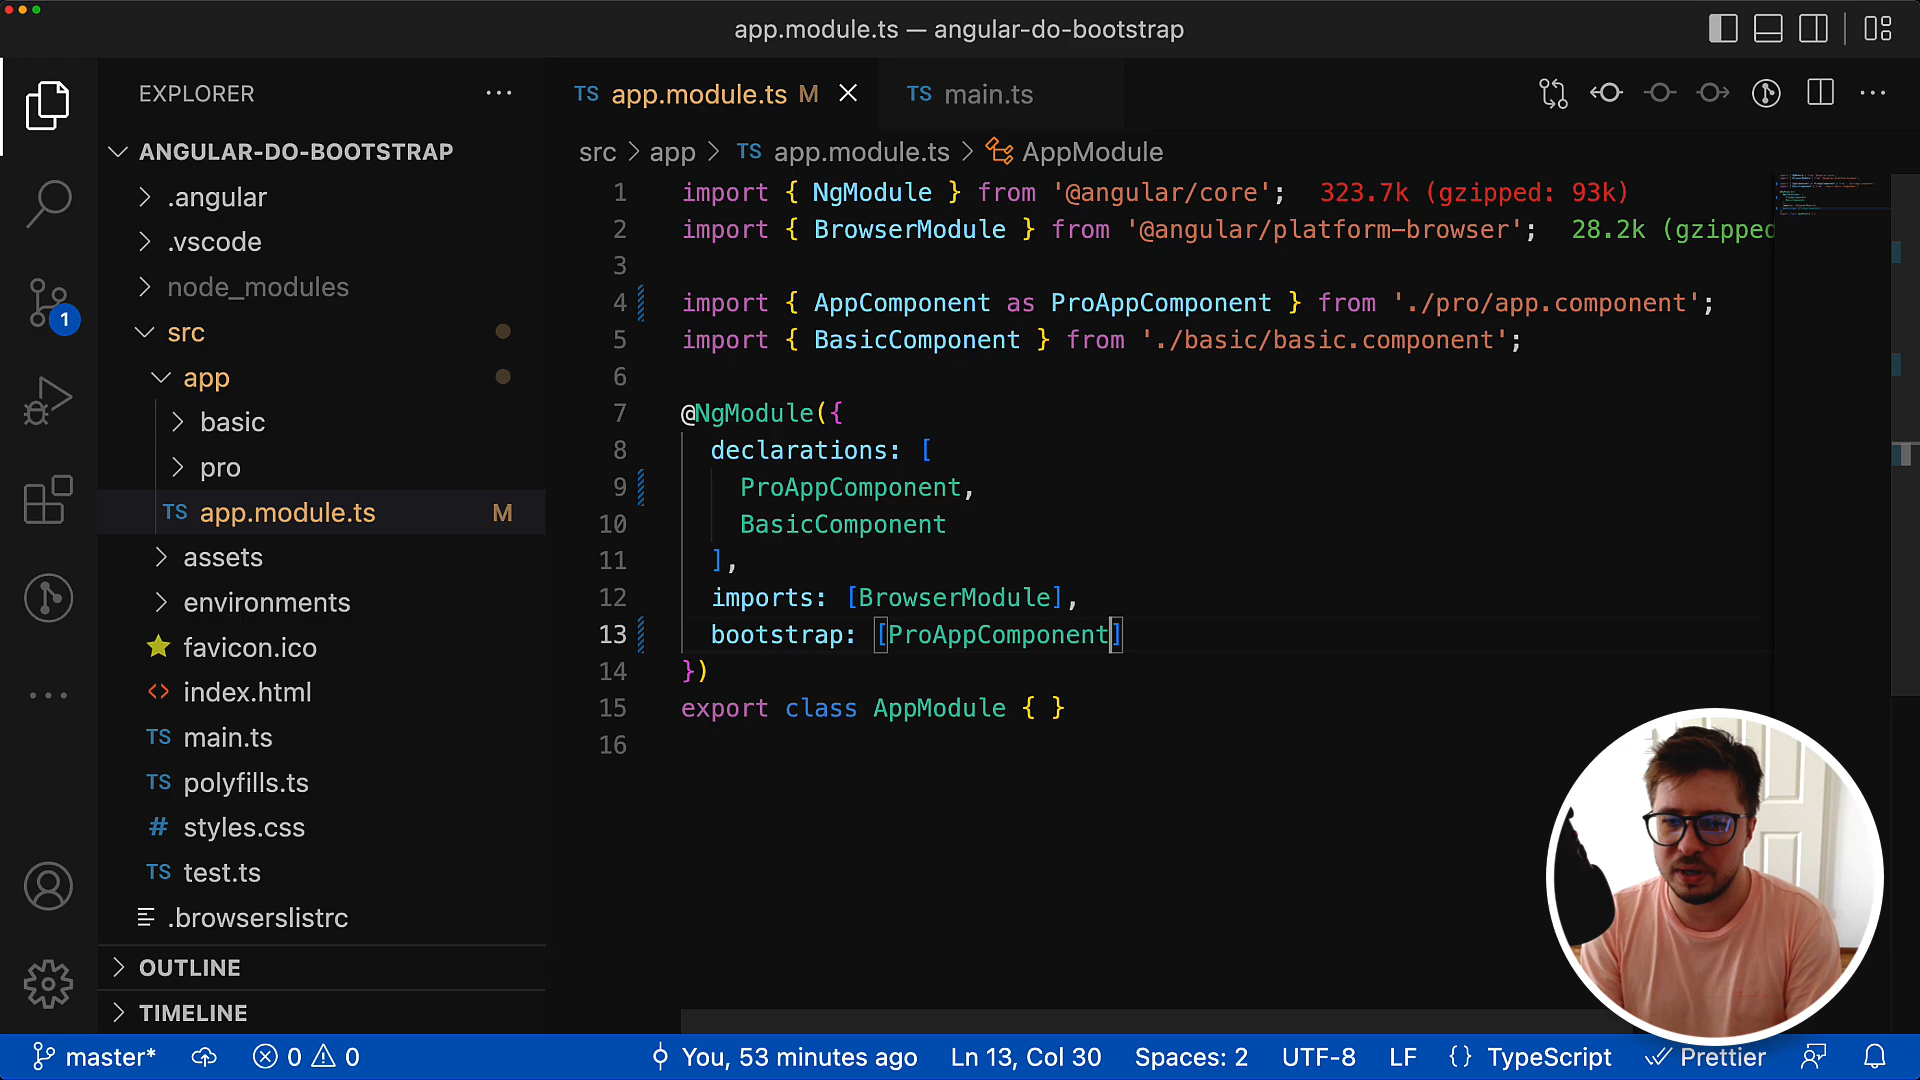 app.module.ts — angular-do-bootstrap
EXPLORER
ANGULAR-DO-BOOTSTRAP
.angular
.vscode
node_modules
src
app
basic
pro
TS app.module.ts M
assets
environments
favicon.ico
index.html
TS main.ts
TS polyfills.ts
# styles.css
TS test.ts
.browserslistrc
OUTLINE
TIMELINE
1
TS app.module.ts M
TS main.ts
src > app > TS app.module.ts > AppModule
1 import { NgModule } from '@angular/core'; 323.7k (gzipped: 93k)
2 import { BrowserModule } from '@angular/platform-browser'; 28.2k (gzipped
3
4 import { AppComponent as ProAppComponent } from './pro/app.component';
5 import { BasicComponent } from './basic/basic.component';
6
7 @NgModule({
8 declarations: [
9 ProAppComponent,
10 BasicComponent
11 ],
12 imports: [BrowserModule],
13 bootstrap: [ProAppComponent]
14 })
15 export class AppModule { }
16
master* 0 0 You, 53 minutes ago Ln 13, Col 30 Spaces: 2 UTF-8 LF {} TypeScript Prettier